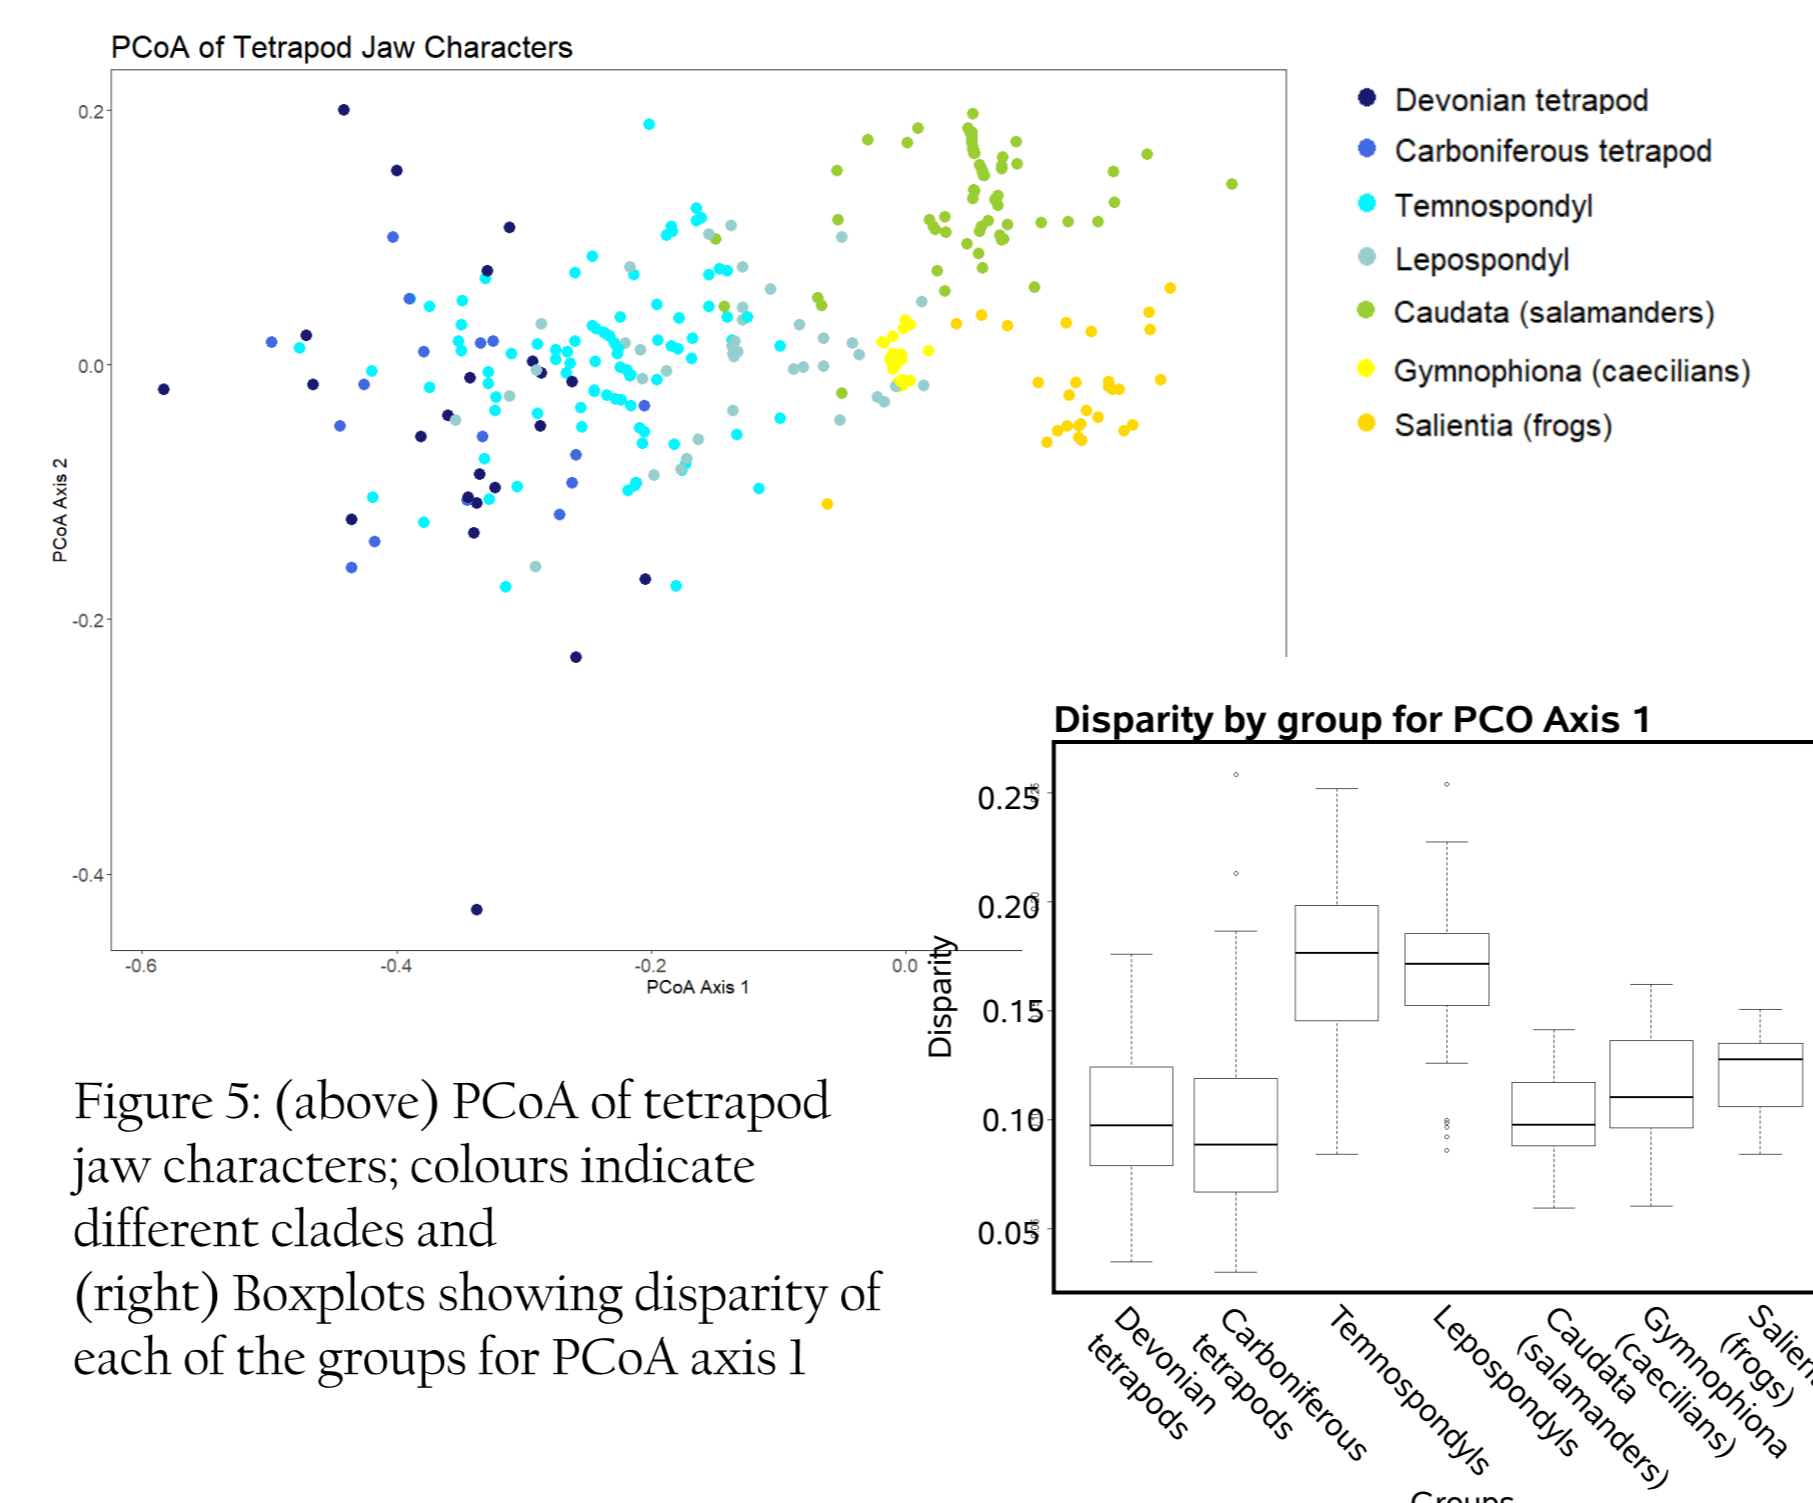 PCoA of Tetrapod Jaw Characters
0.2
0.0
-0.2
-0.4
PCoA Axis 2
-0.6
-0.4
-0.2
0.0
PCoA Axis 1
Devonian tetrapod
Carboniferous tetrapod
Temnospondyl
Lepospondyl
Caudata (salamanders)
Gymnophiona (caecilians)
Salientia (frogs)
Disparity by group for PCO Axis 1
0.25
0.20
0.15
0.10
0.05
Disparity
Devonian
tetrapods
Carboniferous
tetrapods
Temnospondyls
Lepospondyls
Caudata
(salamanders)
Gymnophiona
(caecilians)
(frogs)
Groups
Figure 5: (above) PCoA of tetrapod
jaw characters; colours indicate
different clades and
(right) Boxplots showing disparity of
each of the groups for PCoA axis 1